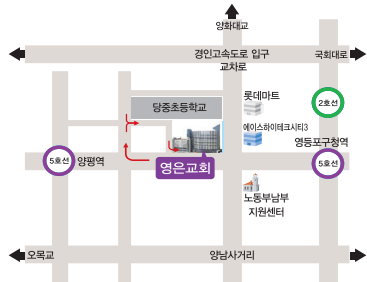 양화대교
경인고속도로 입구
교차로
국회대로
롯데마트
당중초등학교
2호선
에이스하이테크시티3
영등포구청역
5호선
양평역
5호선
영은교회
노동부남부
지원센터
오목교
양남사거리